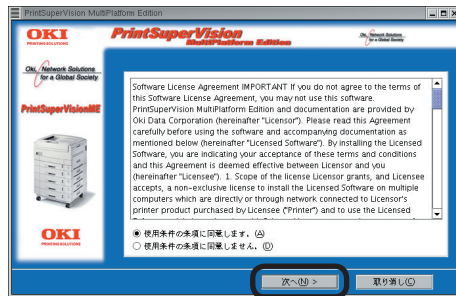 PrintSuperVision MultiPlatform Edition
OKI
PRINTING SOLUTIONS
PrintSuperVision
MultiPlatform Edition
Oki, Network Solutions
for a Global Society
Oki, Network Solutions
for a Global Society
PrintSuperVisionME
OKI
PRINTING SOLUTIONS
Software License Agreement IMPORTANT If you do not agree to the terms of
this Software License Agreement, you may not use this software.
PrintSuperVision MultiPlatform Edition and documentation are provided by
Oki Data Corporation (hereinafter "Licensor"). Please read this Agreement
carefully before using the software and accompanying documentation as
mentioned below (hereinafter "Licensed Software"). By installing the Licensed
Software, you are indicating your acceptance of these terms and conditions
and this Agreement is deemed effective between Licensor and you
(hereinafter "Licensee"). 1. Scope of the license Licensor grants, and Licensee
accepts, a non-exclusive license to install the Licensed Software on multiple
computers which are directly or through network connected to Licensor's
printer product purchased by Licensee ("Printer") and to use the Licensed
使用条件の条項に同意します。(A)
使用条件の条項に同意しません。(D)
次へ(N) >
取り消し(C)